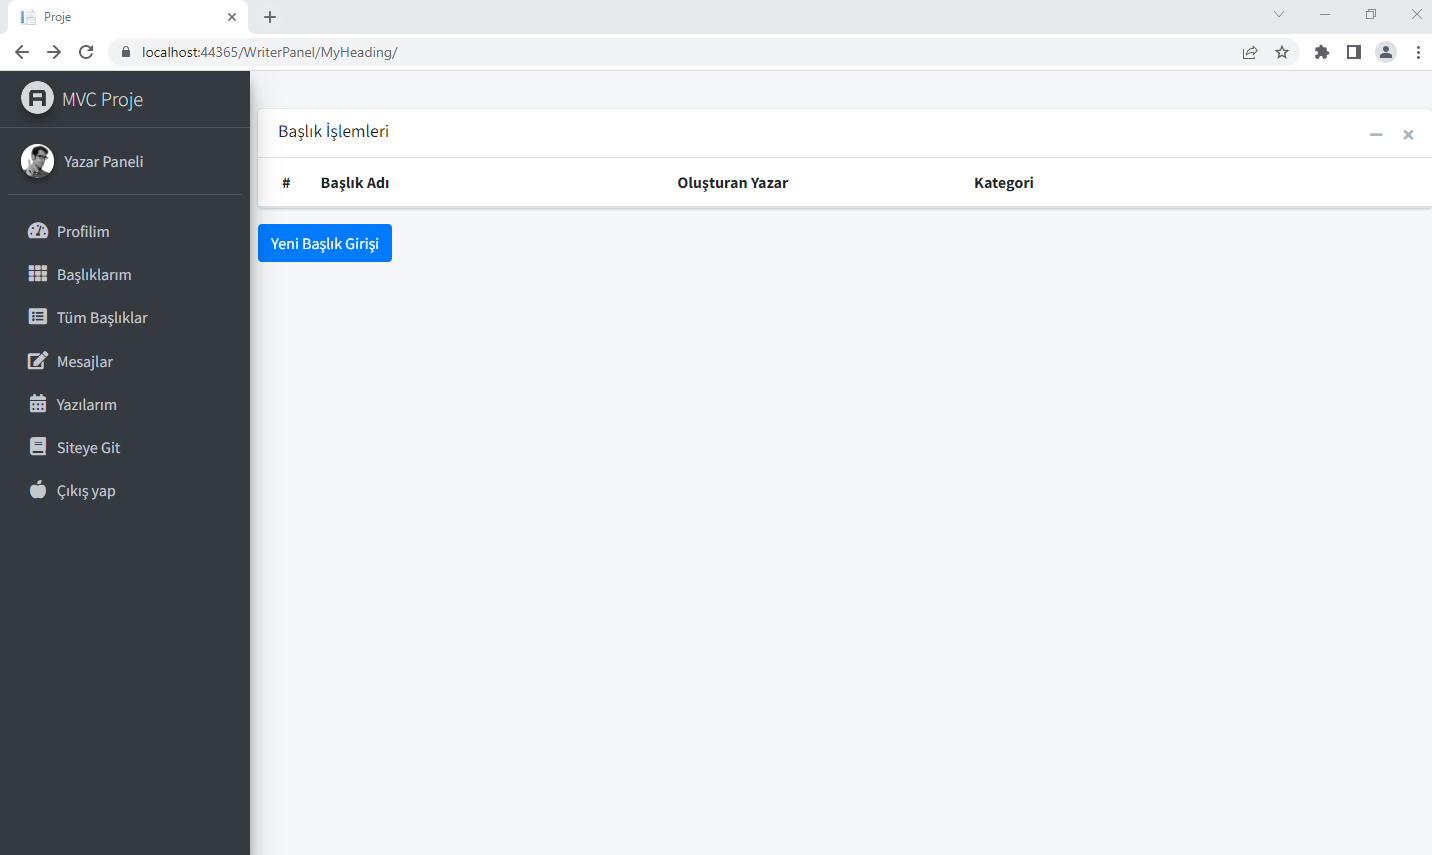 Proje
localhost:44365/WriterPanel/MyHeading/
MVC Proje
Yazar Paneli
Profilim
Başlıklarım
Tüm Başlıklar
Mesajlar
Yazılarım
Siteye Git
Çıkış yap
Başlık İşlemleri
# Başlık Adı Oluşturan Yazar Kategori
Yeni Başlık Girişi